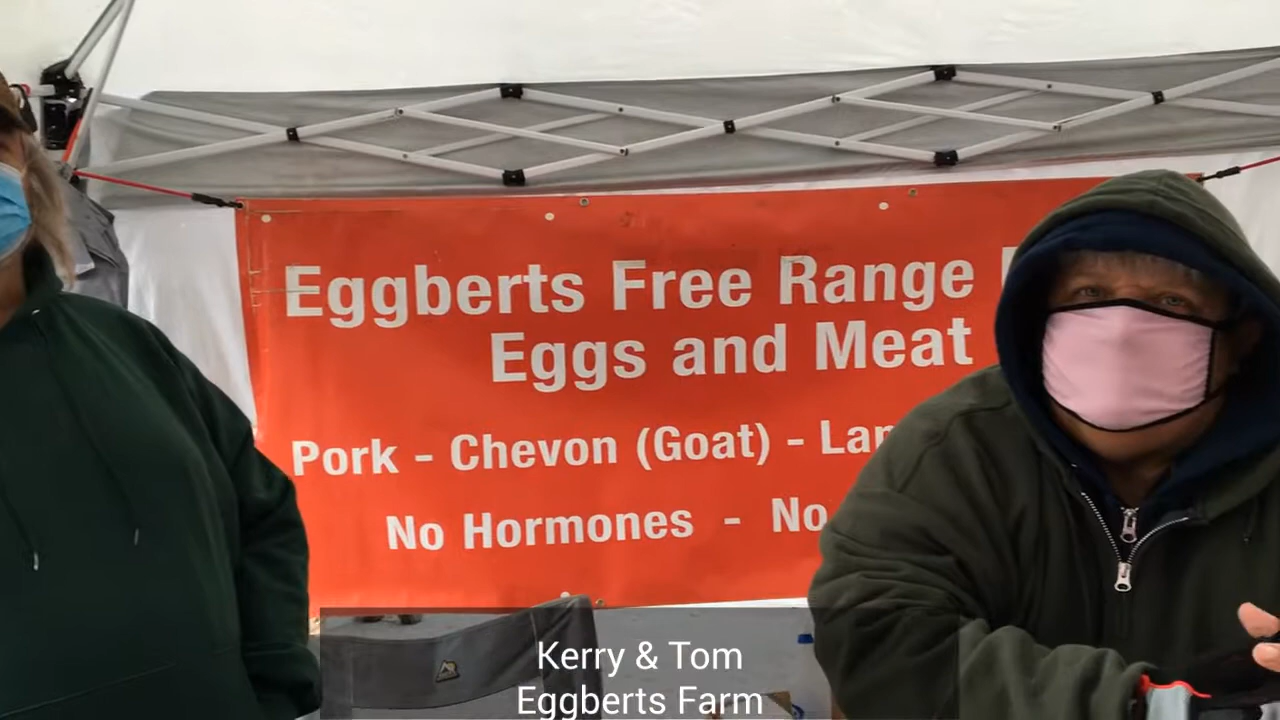 Eggberts Free Range
Eggs and Meat
Pork - Chevon (Goat) -
No Hormones - No
Kerry & Tom
Eggberts Farm